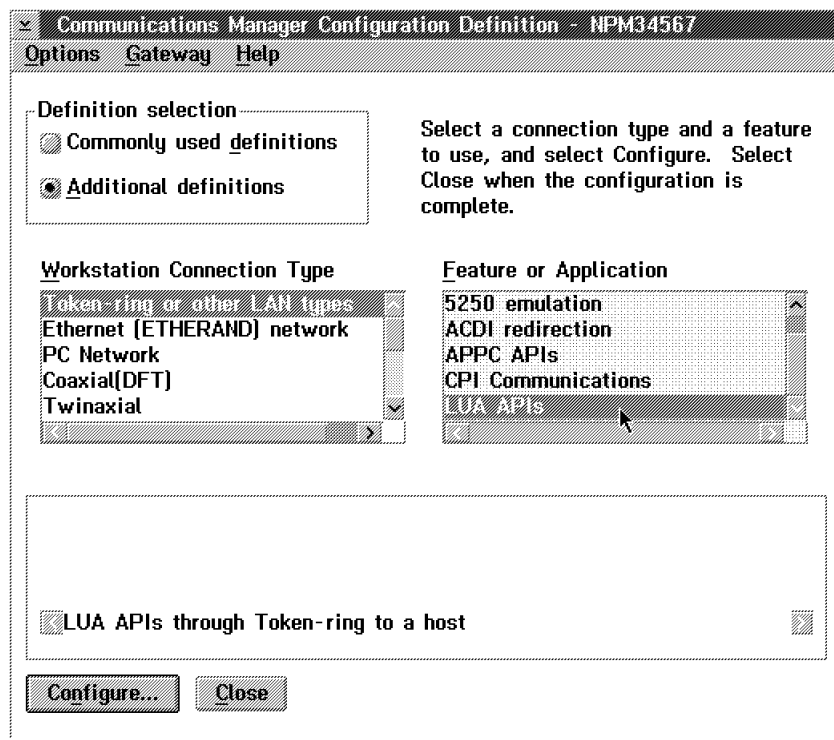 Communications Manager Configuration Definition - NPM34567
Options Gateway Help
Definition selection
Commonly used definitions
Additional definitions
Select a connection type and a feature
to use, and select Configure. Select
Close when the configuration is
complete.
Workstation Connection Type
Token-ring or other LAN types
Ethernet (ETHERAND) network
PC Network
Coaxial(DFT)
Twinaxial
Feature or Application
5250 emulation
ACDI redirection
APPC APIs
CPI Communications
LUA APIs
LUA APIs through Token-ring to a host
Configure... Close